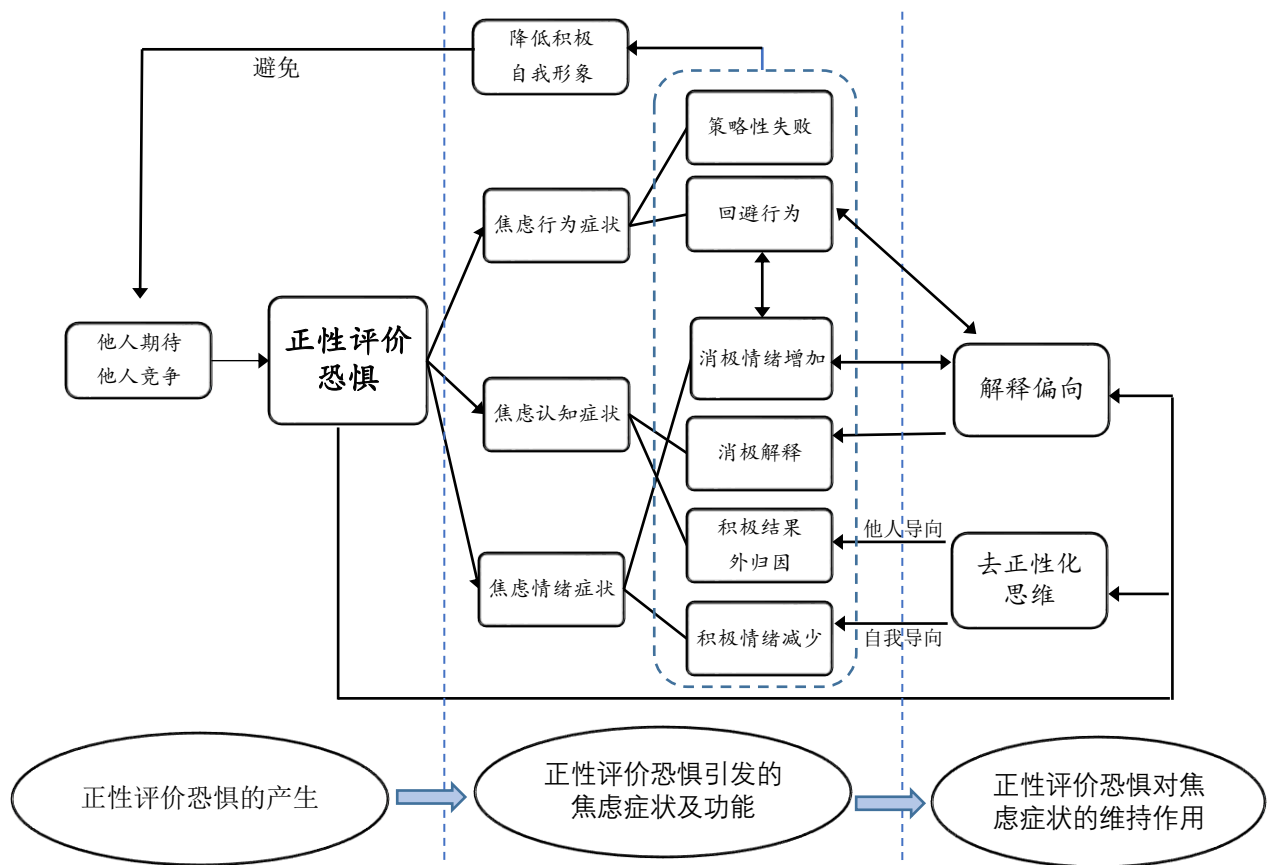 降低积极
自我形象
避免
策略性失败
焦虑行为症状
回避行为
他人期待
他人竞争
正性评价
恐惧
消极情绪增加
解释偏向
焦虑认知症状
消极解释
积极结果
外归因
他人导向
去正性化
思维
焦虑情绪症状
积极情绪减少
自我导向
正性评价恐惧的产生
正性评价恐惧引发的
焦虑症状及功能
正性评价恐惧对焦
虑症状的维持作用